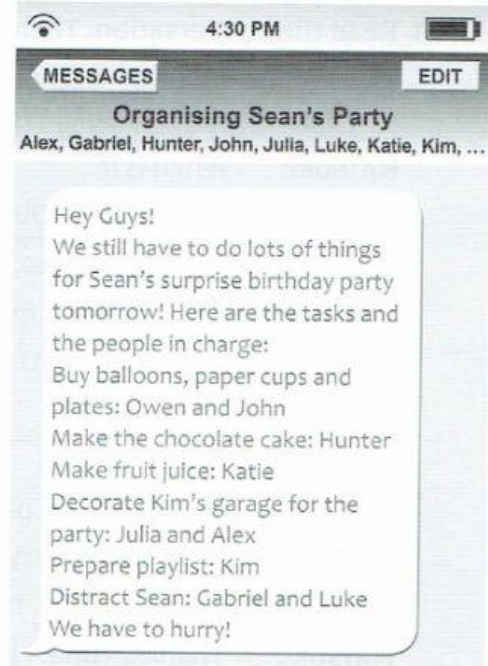 4:30 PM
MESSAGES
EDIT
Organising Sean's Party
Alex, Gabriel, Hunter, John, Julia, Luke, Katie, Kim, ...
Hey Guys!
We still have to do lots of things
for Sean's surprise birthday party
tomorrow! Here are the tasks and
the people in charge:
Buy balloons, paper cups and
plates: Owen and John
Make the chocolate cake: Hunter
Make fruit juice: Katie
Decorate Kim's garage for the
party: Julia and Alex
Prepare playlist: Kim
Distract Sean: Gabriel and Luke
We have to hurry!